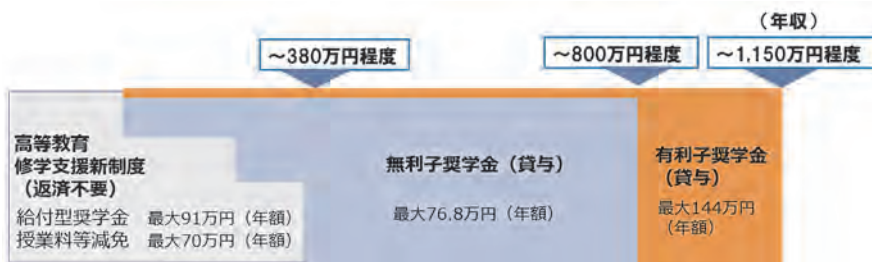 （年収）
～380万円程度
～800万円程度
～1,150万円程度
高等教育
修学支援新制度
（返済不要）
給付型奨学金　最大91万円（年額）
授業料等減免　最大70万円（年額）
無利子奨学金（貸与）
最大76.8万円（年額）
有利子奨学金
（貸与）
最大144万円
（年額）